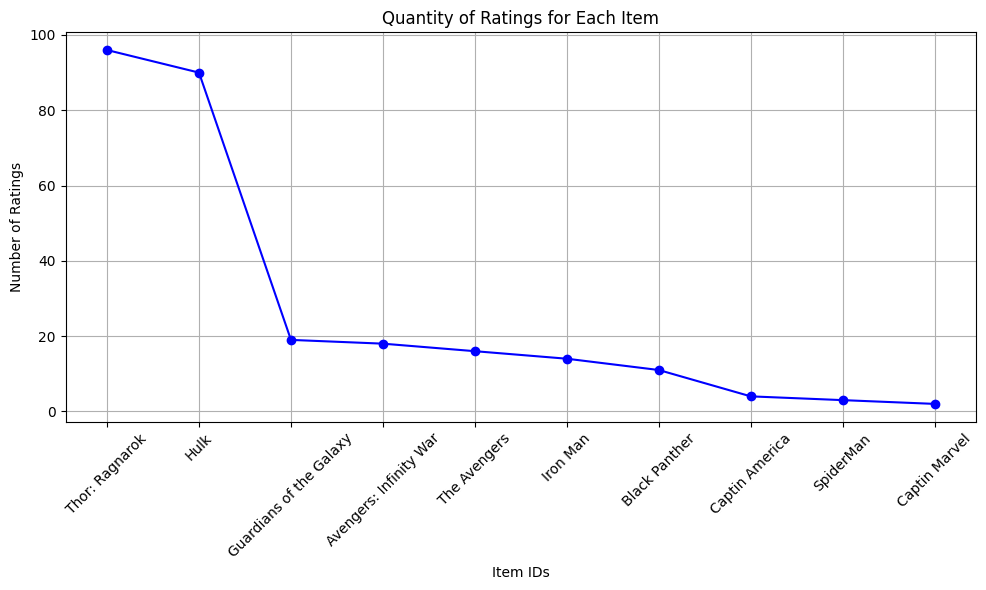 Quantity of Ratings for Each Item
Number of Ratings
100
80
60
40
20
0
Thor: Ragnarok
Hulk
Guardians of the Galaxy
Avengers: Infinity War
The Avengers
Iron Man
Black Panther
Captin America
SpiderMan
Captin Marvel
Item IDs